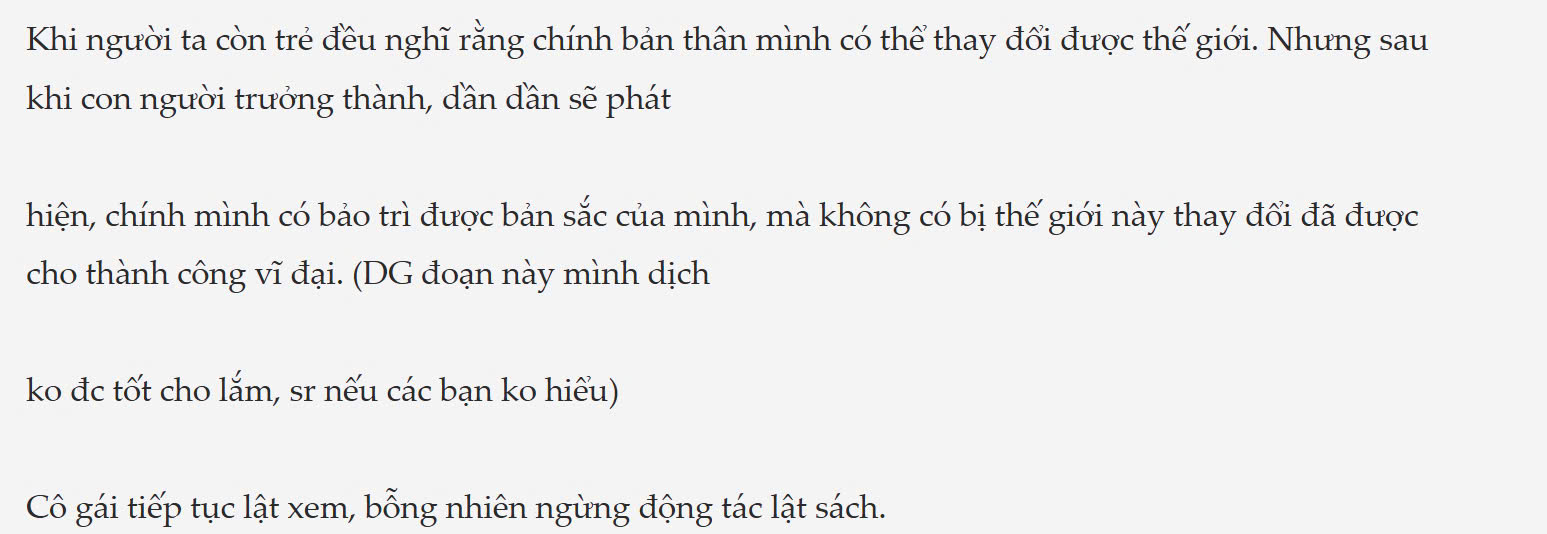 Khi người ta còn trẻ đều nghĩ rằng chính bản thân mình có thể thay đổi được thế giới. Nhưng sau
khi con người trưởng thành, dần dần sẽ phát
hiện, chính mình có bảo trì được bản sắc của mình, mà không có bị thế giới này thay đổi đã được
cho thành công vĩ đại. (DG đoạn này mình dịch
ko đc tốt cho lắm, sr nếu các bạn ko hiểu)
Cô gái tiếp tục lật xem, bỗng nhiên ngừng động tác lật sách.